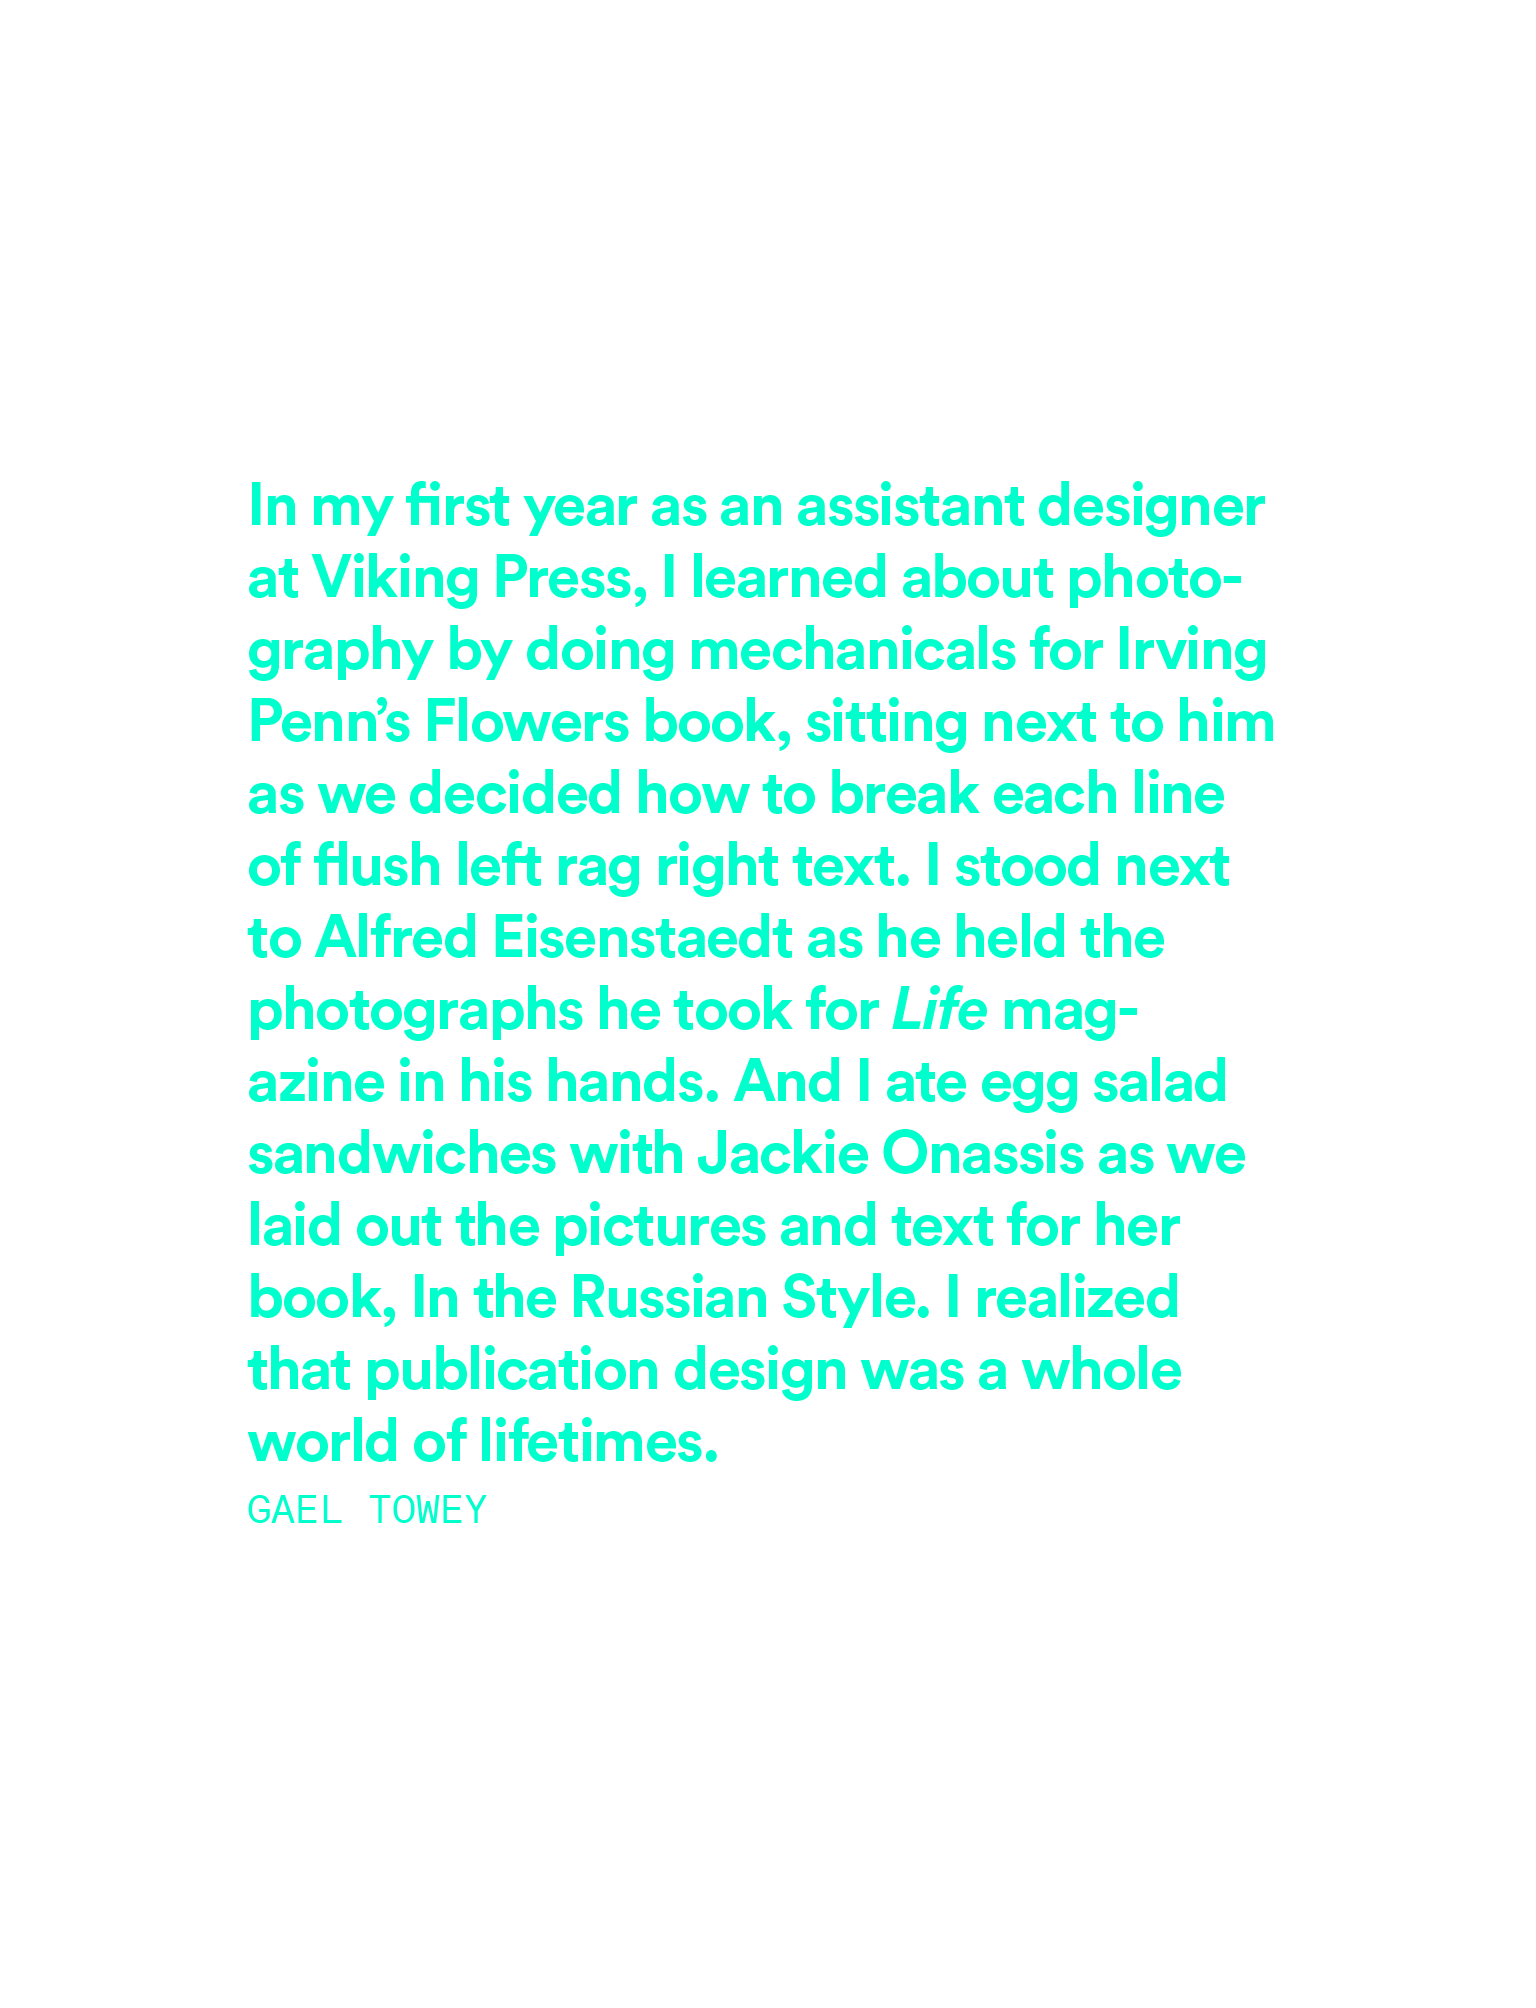 In my first year as an assistant designer
at Viking Press, I learned about photo-
graphy by doing mechanicals for Irving
Penn’s Flowers book, sitting next to him
as we decided how to break each line
of flush left rag right text. I stood next
to Alfred Eisenstaedt as he held the
photographs he took for Life mag-
azine in his hands. And I ate egg salad
sandwiches with Jackie Onassis as we
laid out the pictures and text for her
book, In the Russian Style. I realized
that publication design was a whole
world of lifetimes.
GAEL TOWEY